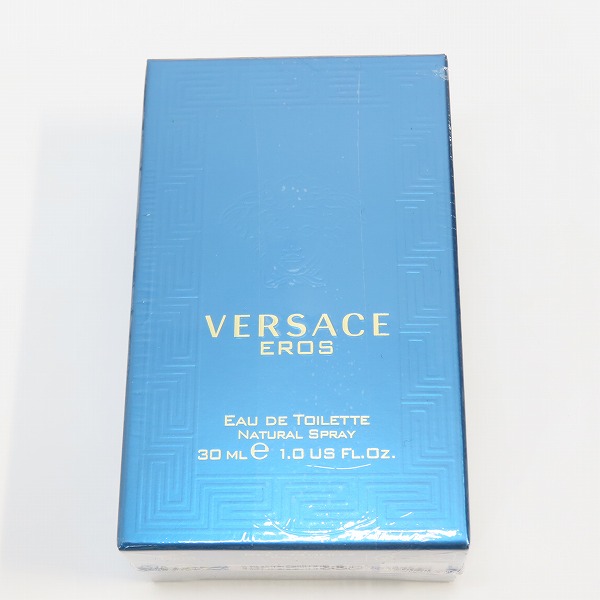 VERSACE
EROS
EAU DE TOILETTE
NATURAL SPRAY
30 ML ℮ 1.0 US FL.OZ.